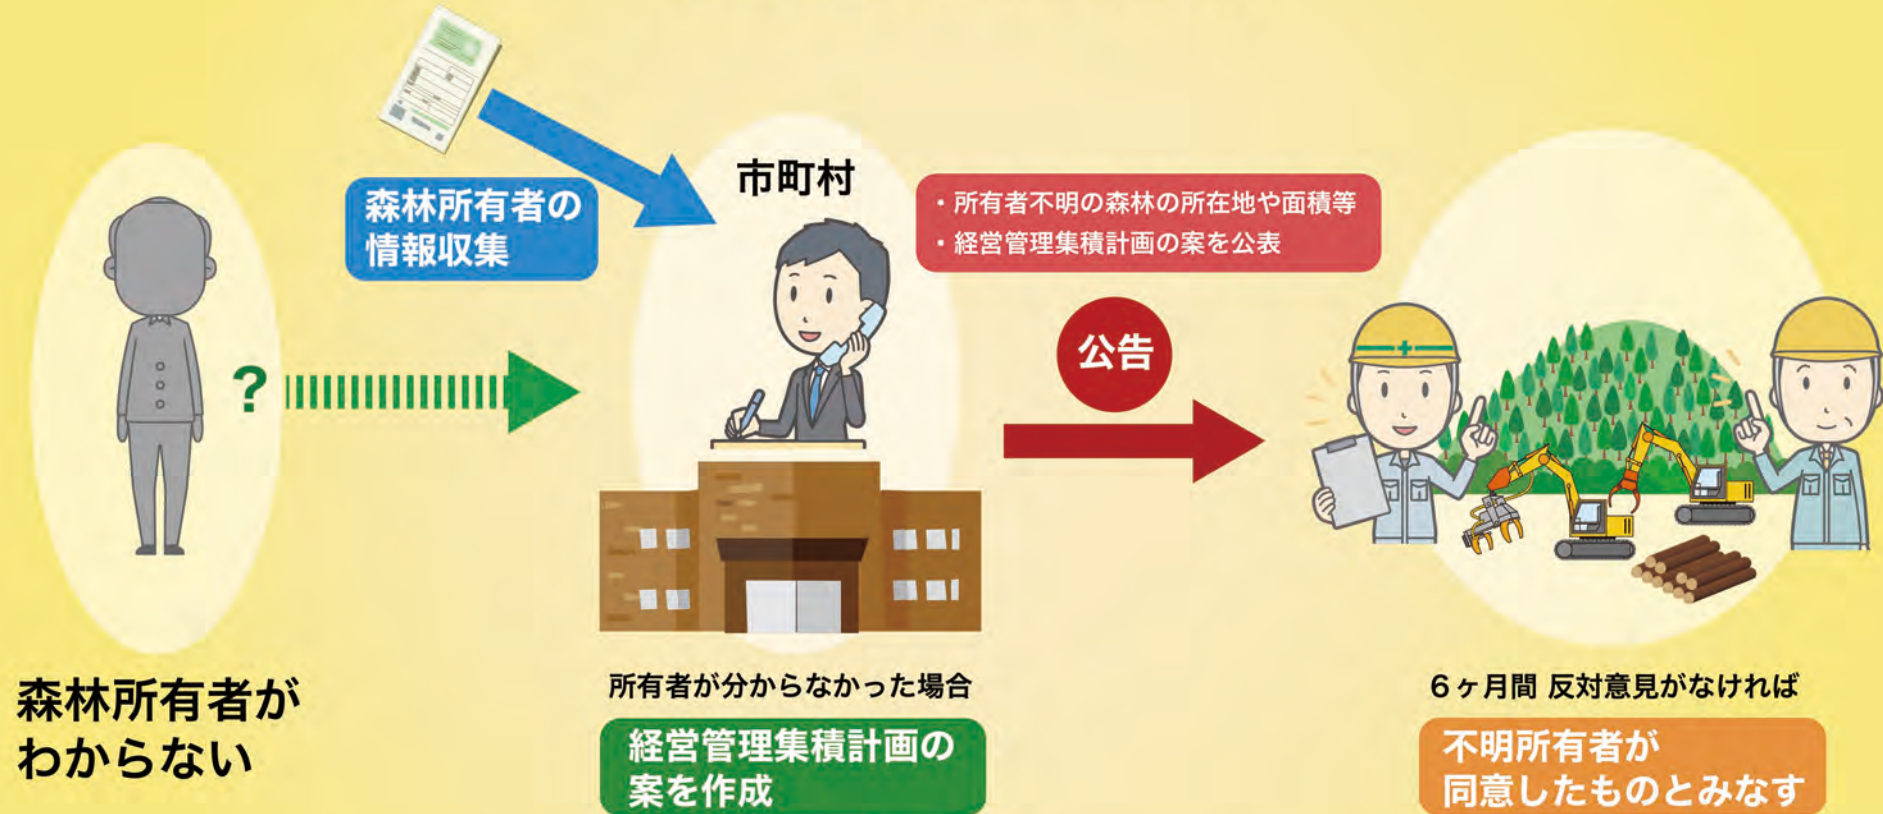 森林所有者の
情報収集
市町村
・所有者不明の森林の所在地や面積等
・経営管理集積計画の案を公表
?
公告
森林所有者が
わからない
所有者が分からなかった場合
経営管理集積計画の
案を作成
6ヶ月間 反対意見がなければ
不明所有者が
同意したものとみなす